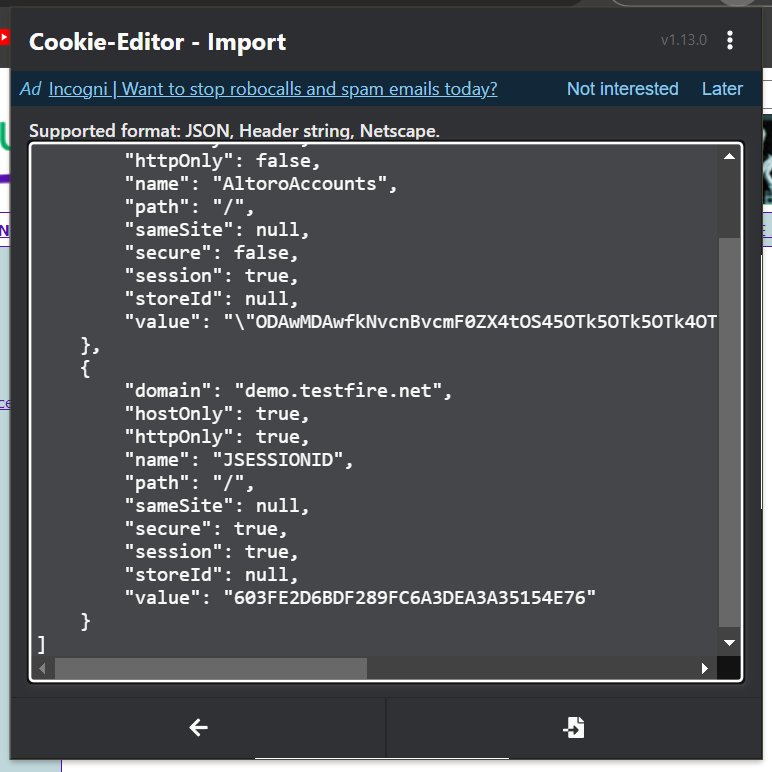 Cookie-Editor - Import
v1.13.0
Ad Incogni | Want to stop robocalls and spam emails today?
Not interested
Later
Supported format: JSON, Header string, Netscape.
"httpOnly": false,
"name": "AltoroAccounts",
"path": "/",
"sameSite": null,
"secure": false,
"session": true,
"storeId": null,
"value": "\"ODAwMDAwfkNvcnBvcmF0ZX4tOS45OTk5OTk5OTk4OT
},
{
"domain": "demo.testfire.net",
"hostOnly": true,
"httpOnly": true,
"name": "JSESSIONID",
"path": "/",
"sameSite": null,
"secure": true,
"session": true,
"storeId": null,
"value": "603FE2D6BDF289FC6A3DEA3A35154E76"
}
]